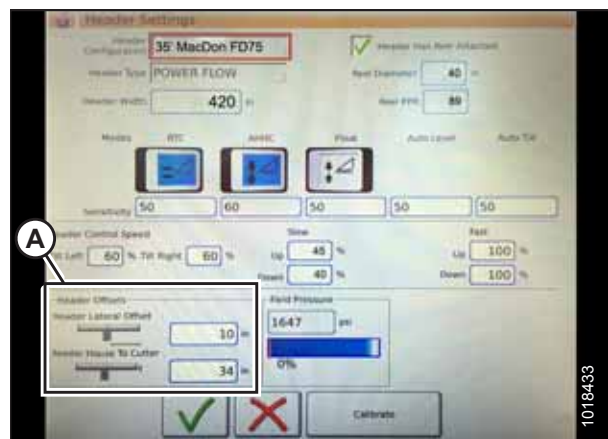 Header Settings
Header Configuration 35' MacDon FD75 Header Has Reel Attached
Header Type POWER FLOW Reel Diameter 40 in
Header Width 420 in Reel PPR 89
Modes RTC AHHC Float Auto Level Auto Tilt
Sensitivity 50 60 50 50 50
Header Control Speed Slow Fast
Tilt Left 60 % Tilt Right 60 % Up 45 % Up 100 %
Down 40 % Down 100 %
A
Header Offsets Field Pressure
Header Lateral Offset 10 in 1647 psi
Feeder House To Cutter 34 in 0%
Calibrate
1018433